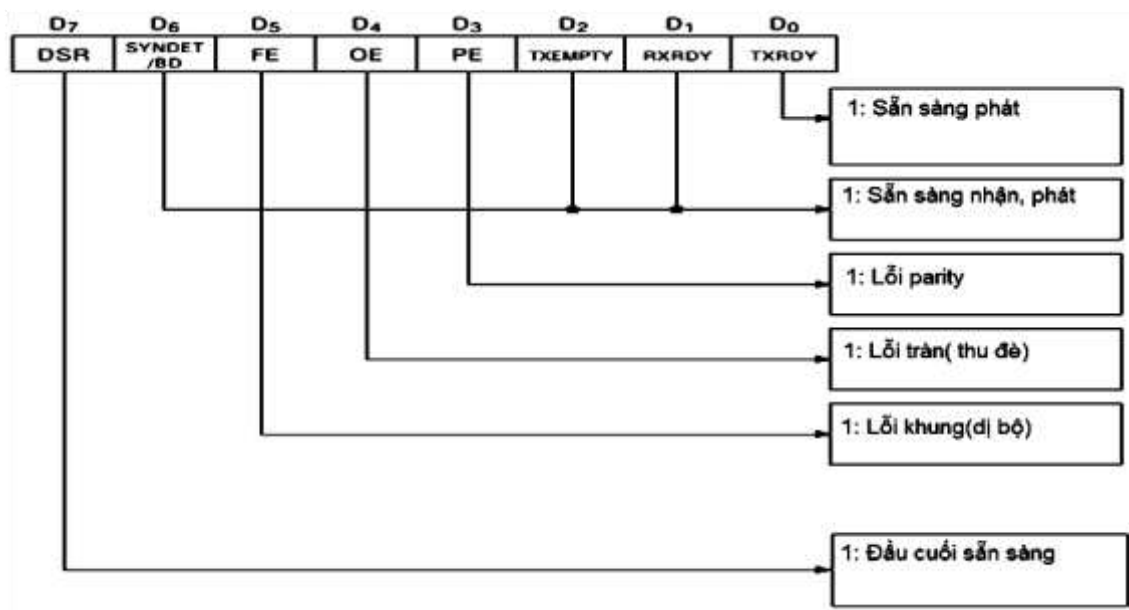 D7 D6 D5 D4 D3 D2 D1 D0
DSR SYNDET /BD FE OE PE TXEMPTY RXRDY TXRDY
1: Sẵn sàng phát
1: Sẵn sàng nhận, phát
1: Lỗi parity
1: Lỗi tràn( thu đè)
1: Lỗi khung(dị bộ)
1: Đầu cuối sẵn sàng